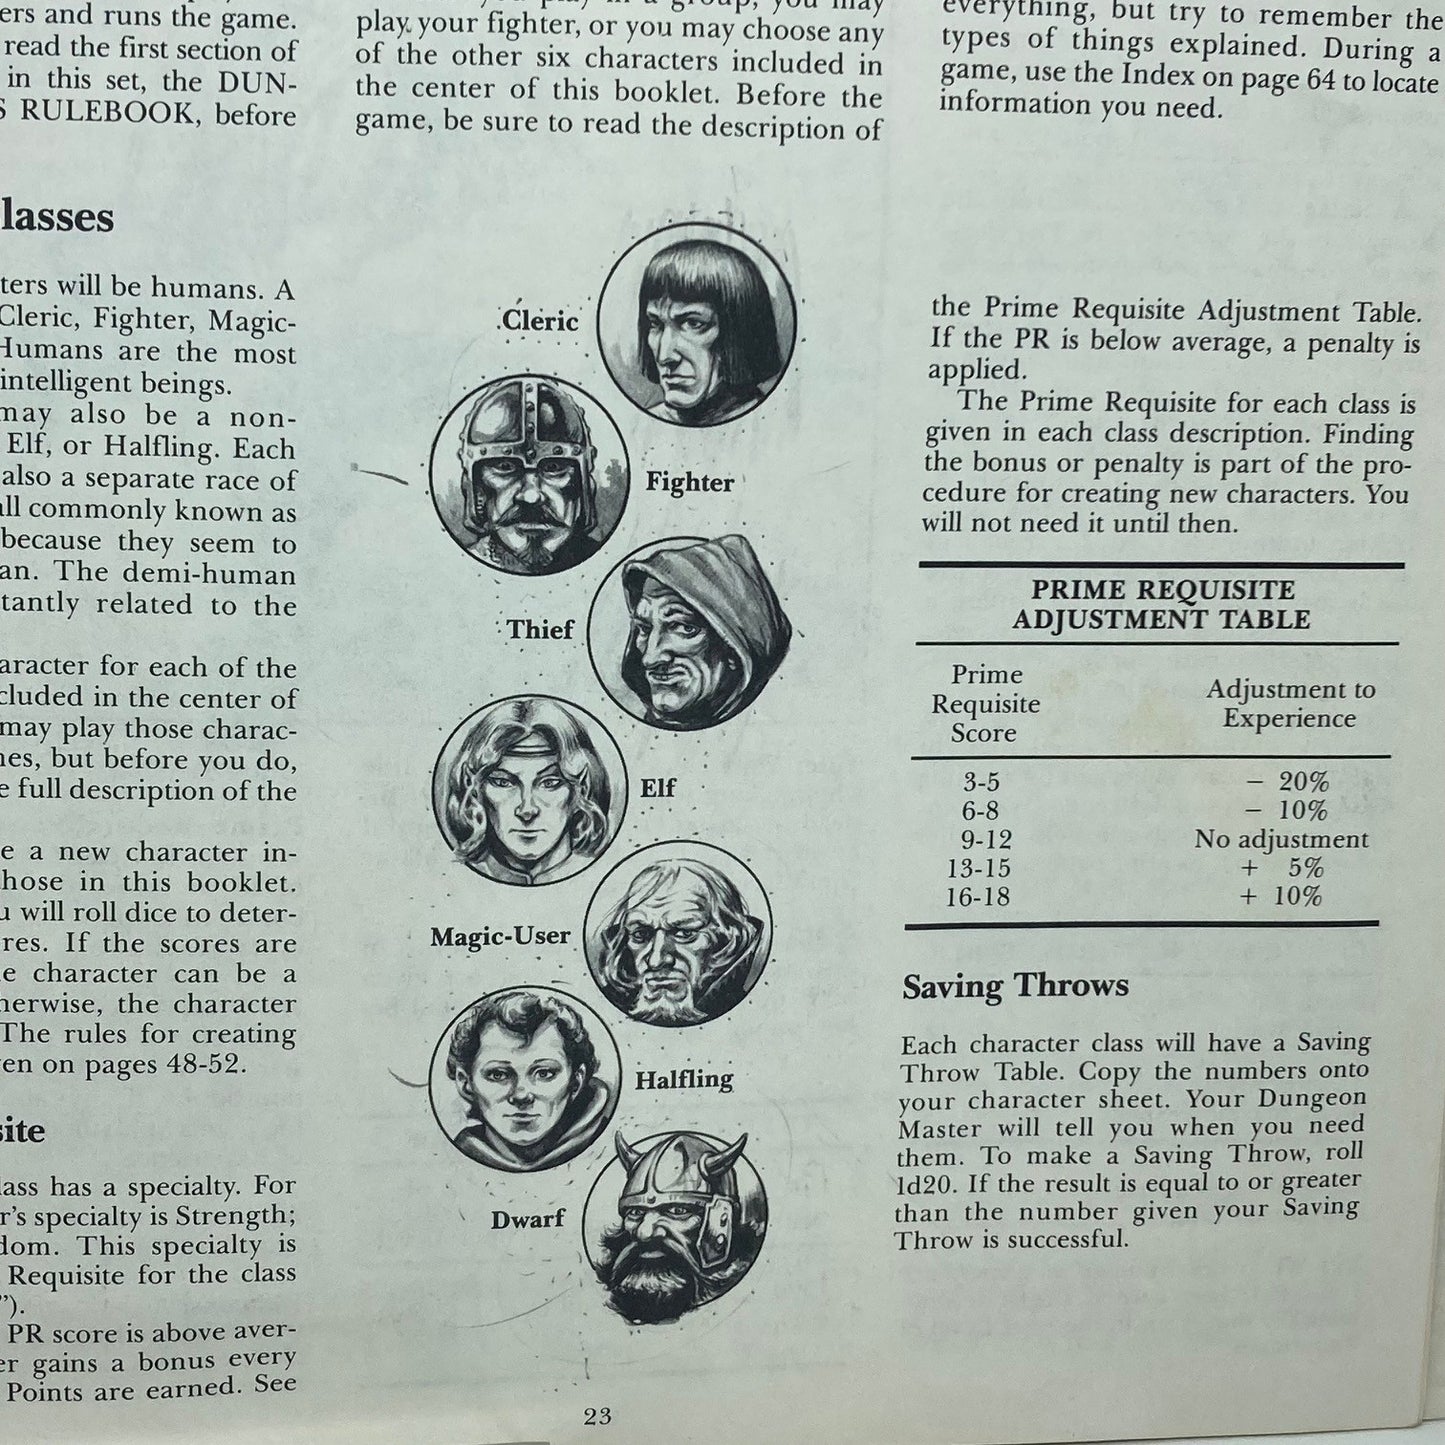 and runs the game.
read the first section of
in this set, the DUN-
RULEBOOK, before
lasses
will be humans. A
Cleric, Fighter, Magic-
Humans are the most
intelligent beings.
may also be a non-
Elf, or Halfling. Each
also a separate race of
commonly known as
because they seem to
The demi-human
related to the
for each of the
in the center of
may play those charac-
but before you do,
full description of the
a new character in-
those in this booklet.
will roll dice to deter-
If the scores are
character can be a
the character
The rules for creating
on pages 48-52.
has a specialty. For
specialty is Strength;
This specialty is
Requisite for the class
”).
PR score is above aver-
gains a bonus every
Points are earned. See
play in a group, you may
play your fighter, or you may choose any
of the other six characters included in
the center of this booklet. Before the
game, be sure to read the description of
Cleric
Fighter
Thief
Elf
Magic-User
Halfling
Dwarf
everything, but try to remember the
types of things explained. During a
game, use the Index on page 64 to locate
information you need.
the Prime Requisite Adjustment Table.
If the PR is below average, a penalty is
applied.
The Prime Requisite for each class is
given in each class description. Finding
the bonus or penalty is part of the pro-
cedure for creating new characters. You
will not need it until then.
PRIME REQUISITE
ADJUSTMENT TABLE
Prime
Requisite
Score
Adjustment to
Experience
3-5 − 20%
6-8 − 10%
9-12 No adjustment
13-15 + 5%
16-18 + 10%
Saving Throws
Each character class will have a Saving
Throw Table. Copy the numbers onto
your character sheet. Your Dungeon
Master will tell you when you need
them. To make a Saving Throw, roll
1d20. If the result is equal to or greater
than the number given your Saving
Throw is successful.
23